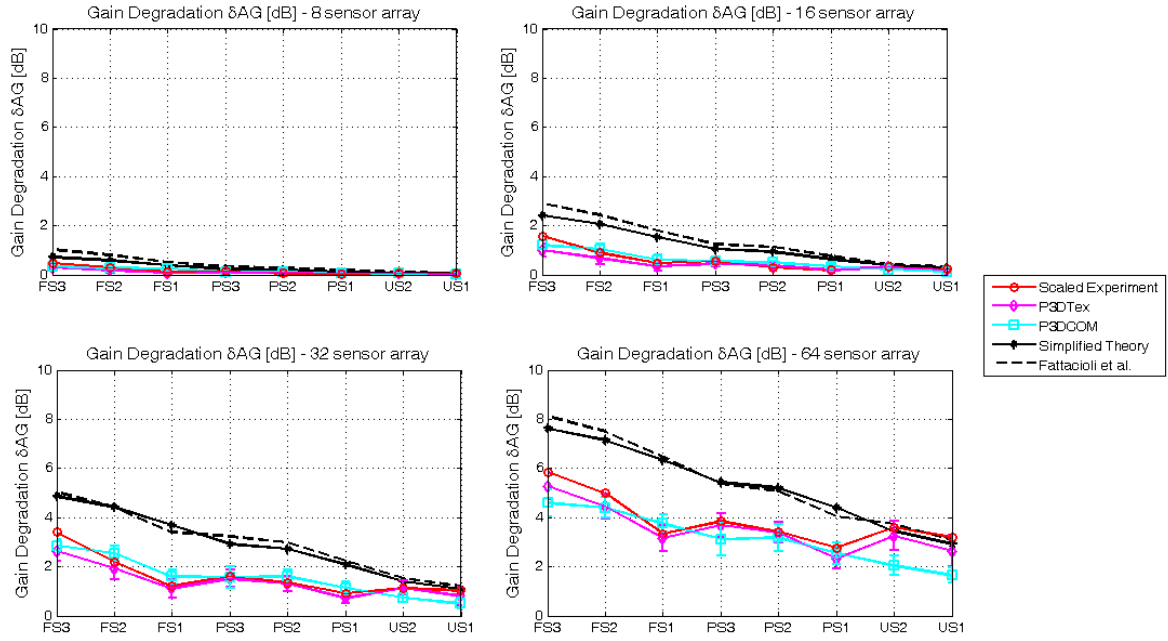 Gain Degradation δAG [dB] - 8 sensor array
Gain Degradation δAG [dB]
10
8
6
4
2
0
FS3 FS2 FS1 PS3 PS2 PS1 US2 US1
Gain Degradation δAG [dB] - 16 sensor array
Gain Degradation δAG [dB]
10
8
6
4
2
0
FS3 FS2 FS1 PS3 PS2 PS1 US2 US1
Scaled Experiment
P3DTex
P3DCOM
Simplified Theory
Fattacioli et al.
Gain Degradation δAG [dB] - 32 sensor array
Gain Degradation δAG [dB]
10
8
6
4
2
0
FS3 FS2 FS1 PS3 PS2 PS1 US2 US1
Gain Degradation δAG [dB] - 64 sensor array
Gain Degradation δAG [dB]
10
8
6
4
2
0
FS3 FS2 FS1 PS3 PS2 PS1 US2 US1